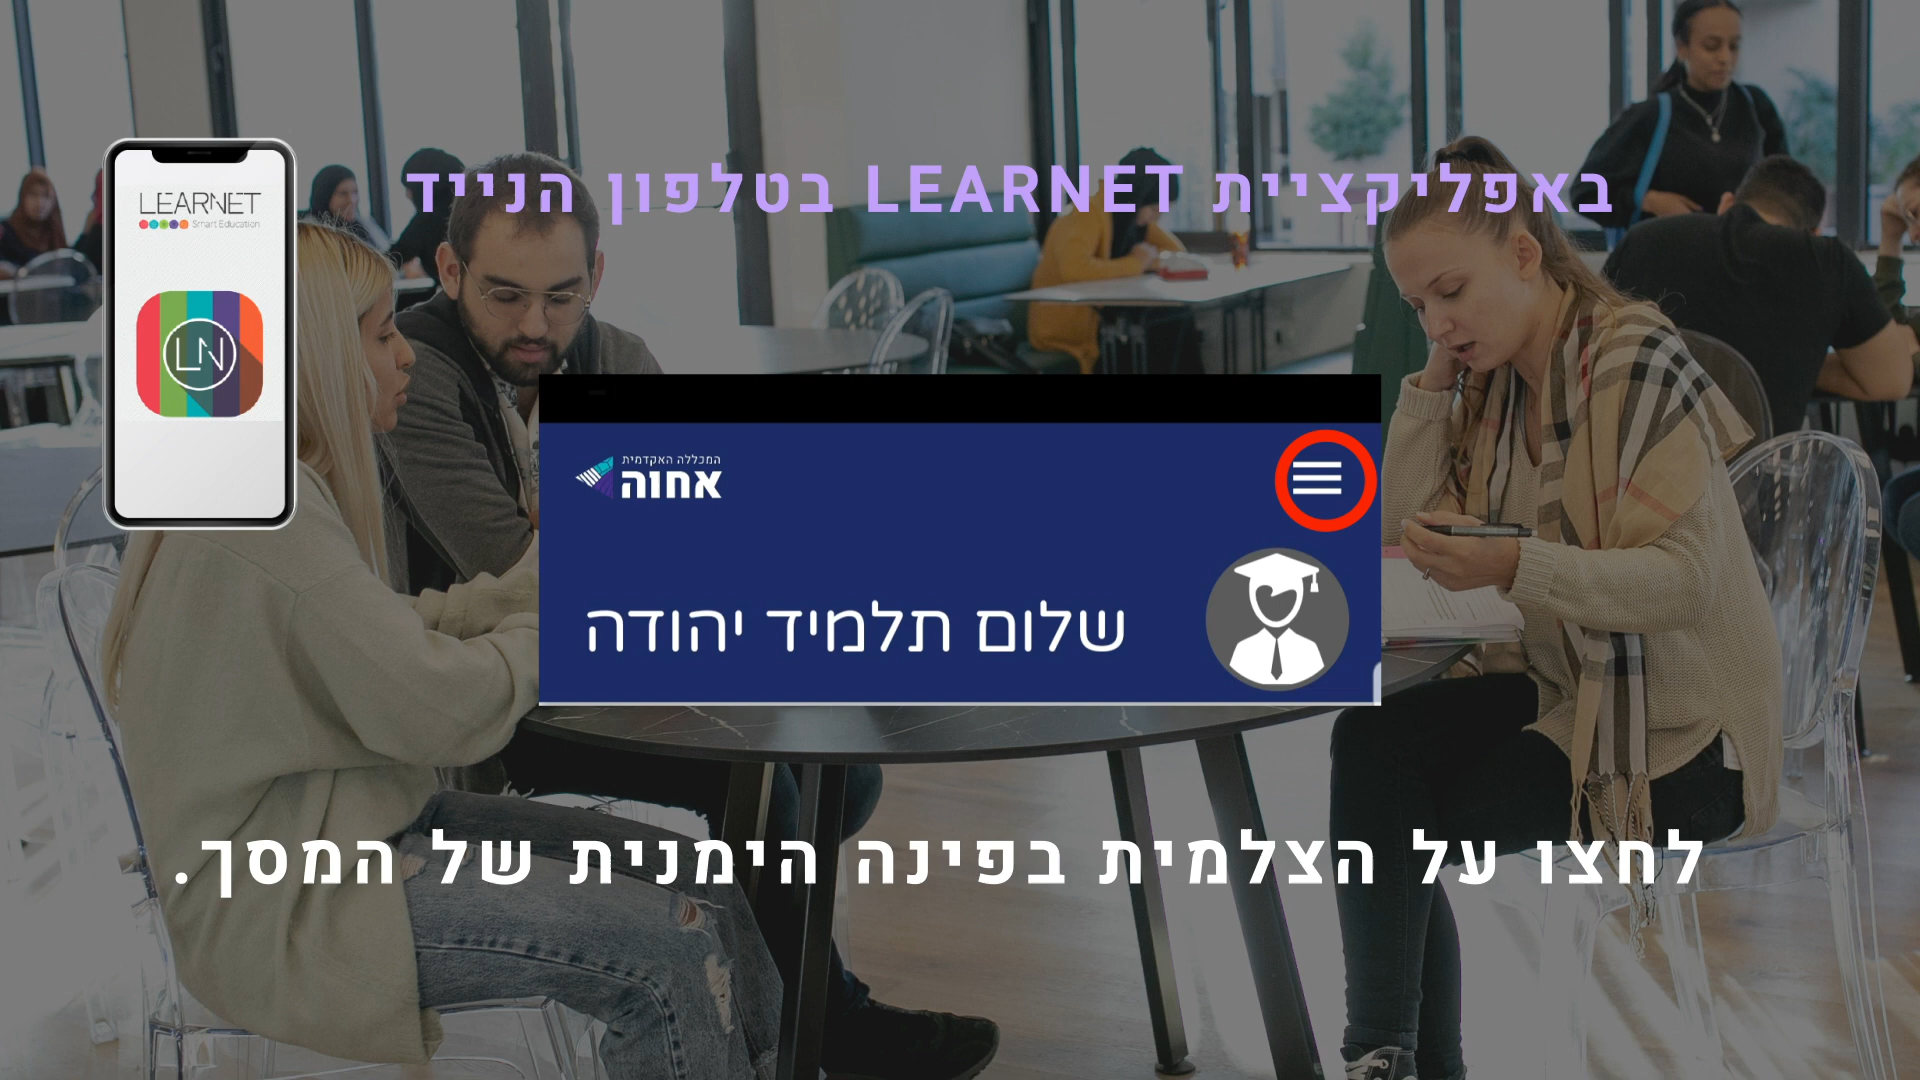 באפליקציית LEARNET בטלפון הנייד
LEARNET
Smart Education
LN
המכללה האקדמית
אחוה
שלום תלמיד יהודה
לחצו על הצלמית בפינה הימנית של המסך.